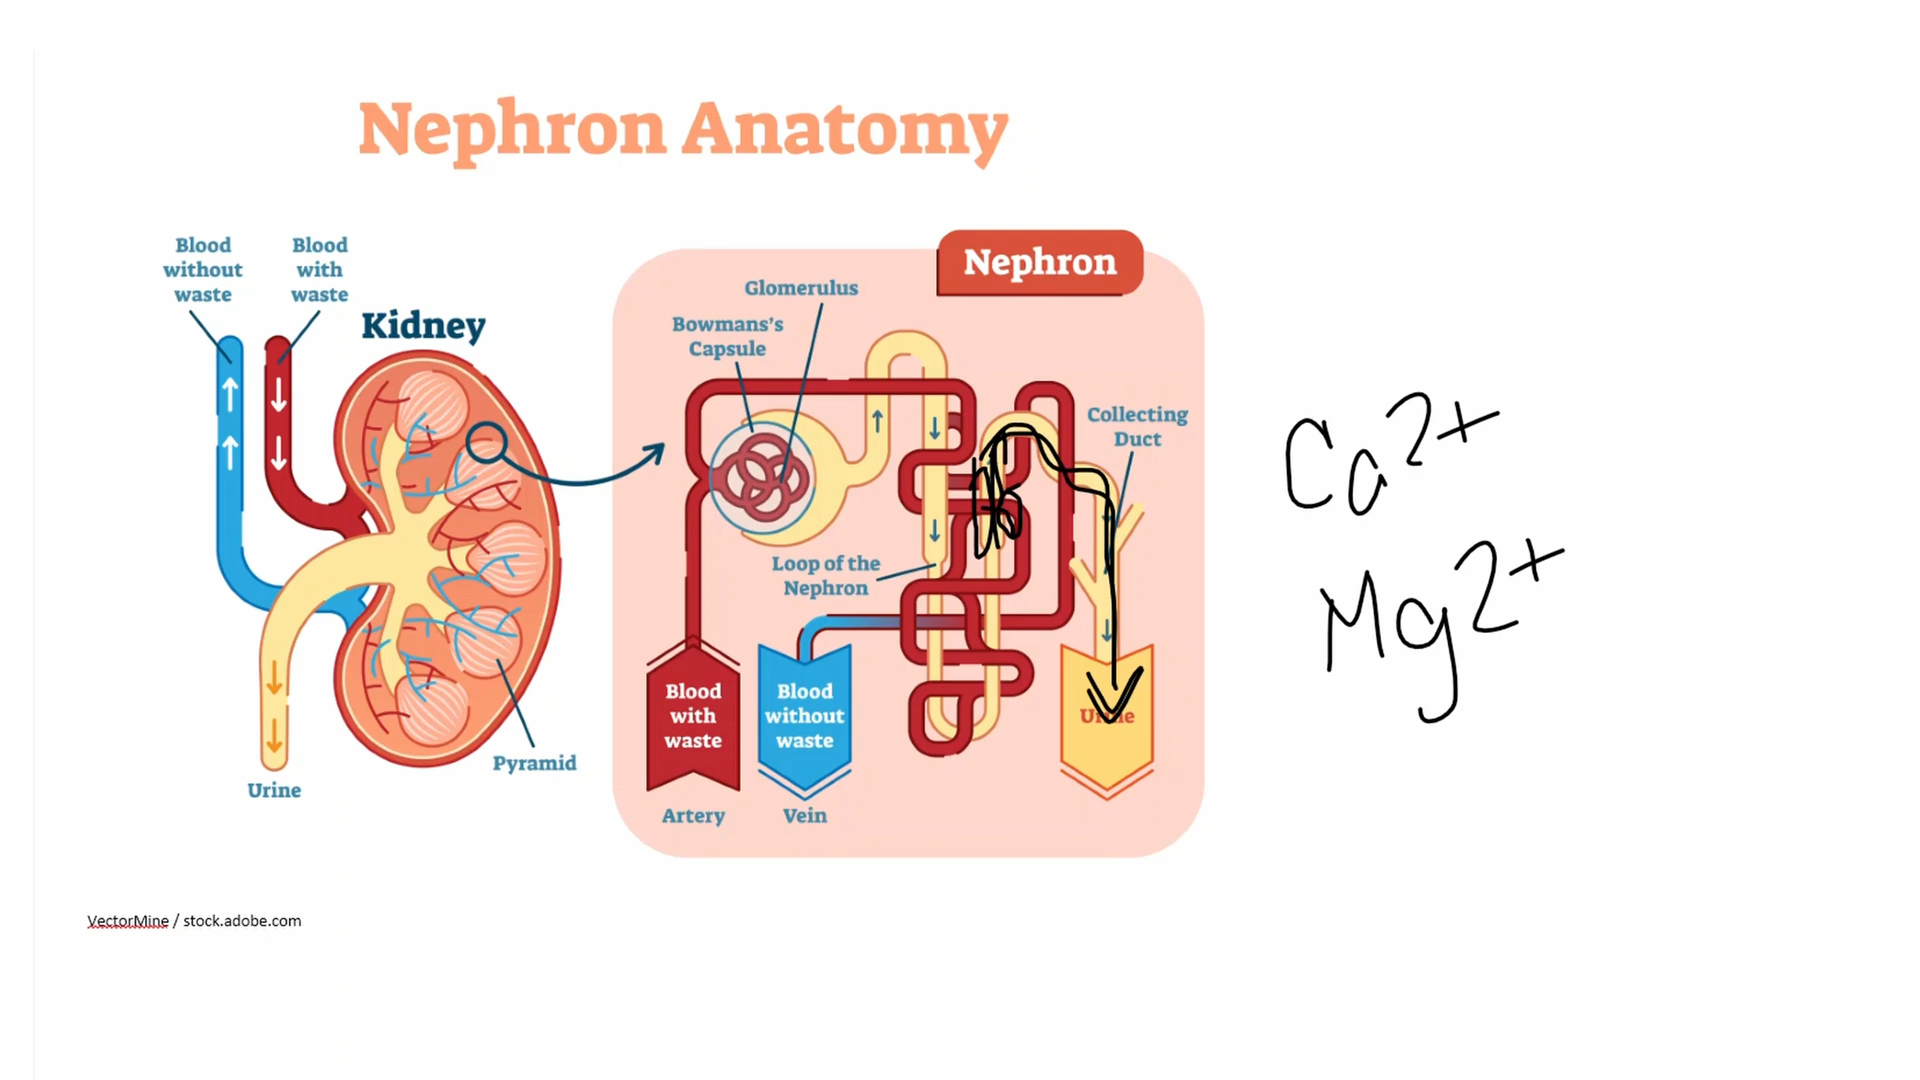 Nephron Anatomy
Blood
without
waste
Blood
with
waste
Kidney
Urine
Pyramid
Nephron
Glomerulus
Bowmans's
Capsule
Collecting
Duct
Loop of the
Nephron
Blood
with
waste
Artery
Blood
without
waste
Vein
Urine
Ca2+
Mg2+
VectorMine / stock.adobe.com